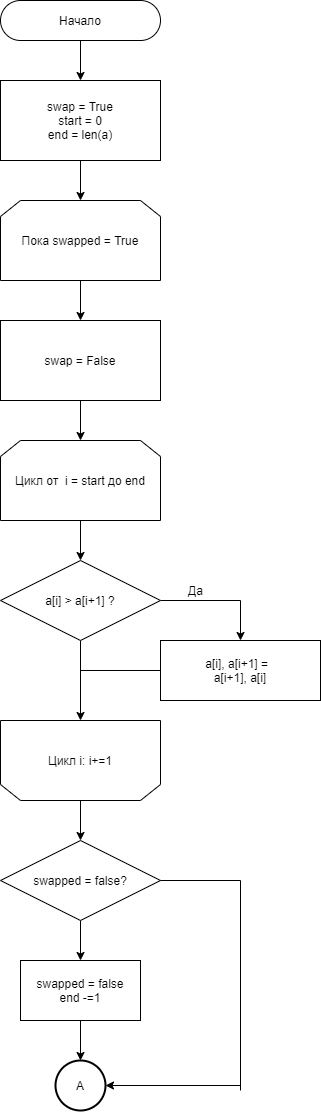 Начало
swap = True
start = 0
end = len(a)
Пока swapped = True
swap = False
Цикл от i = start до end
a[i] > a[i+1] ?
Да
a[i], a[i+1] =
a[i+1], a[i]
Цикл i: i+=1
swapped = false?
swapped = false
end -=1
A